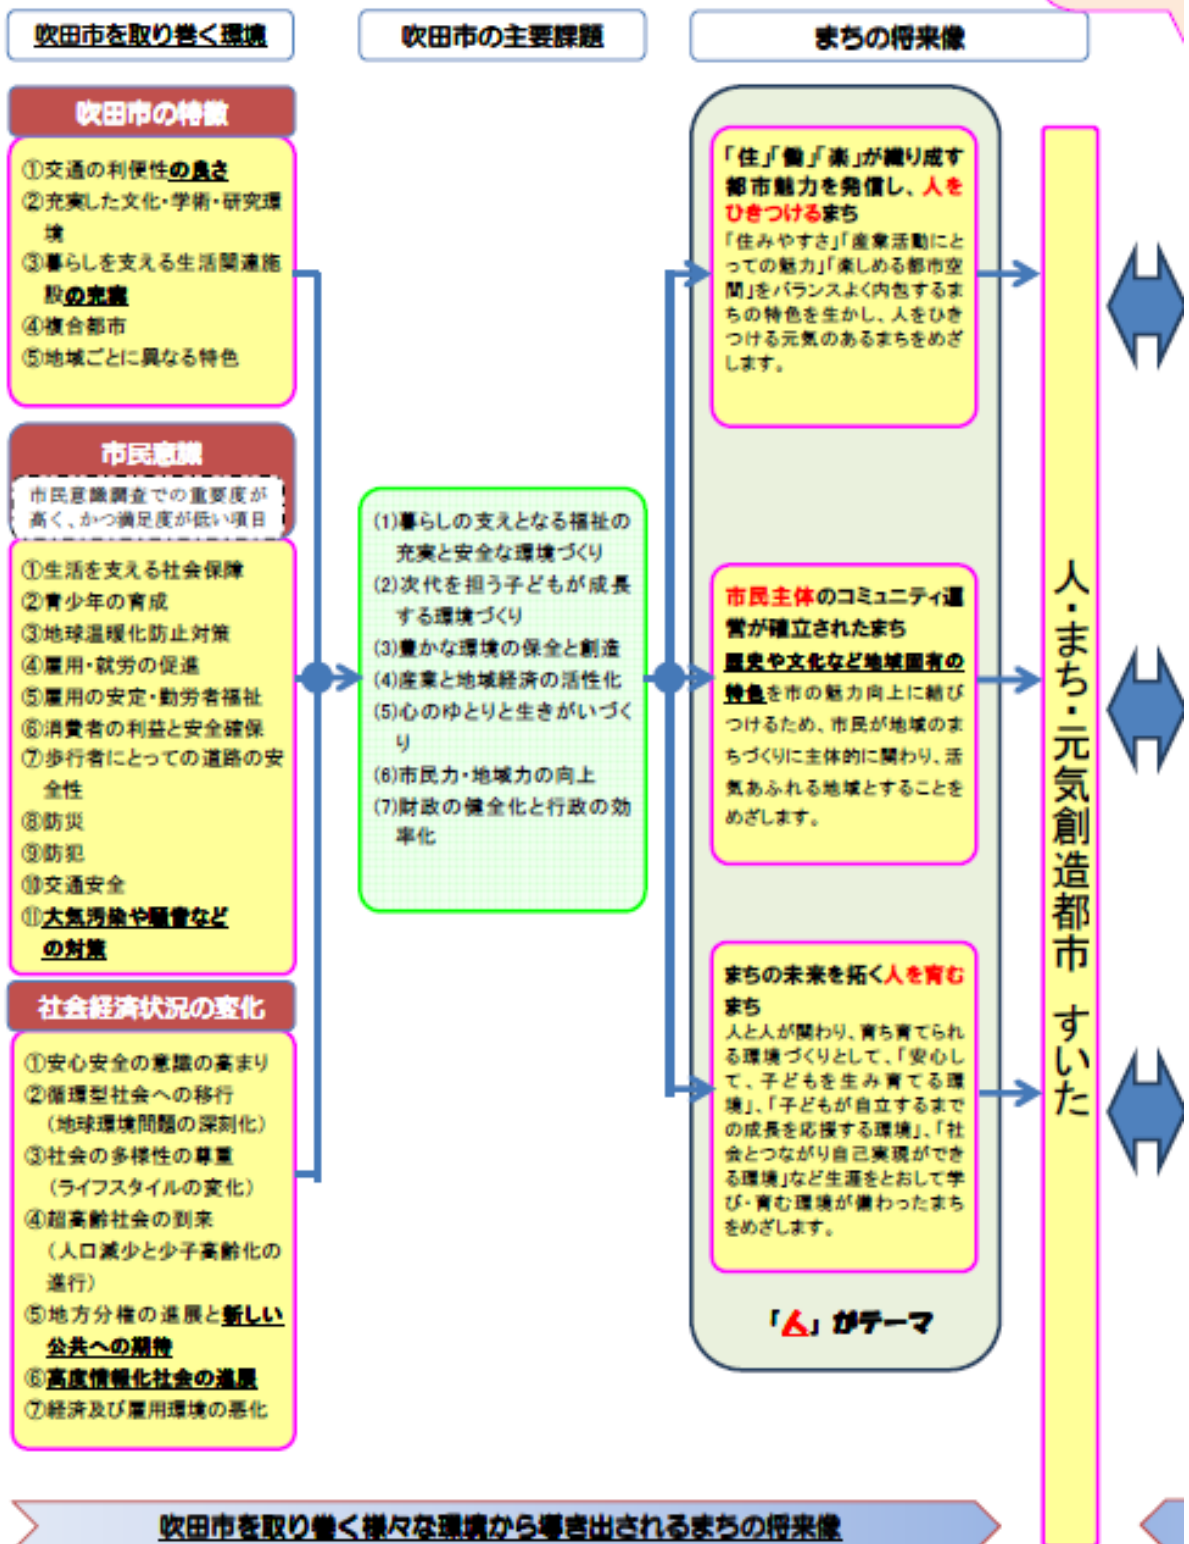 吹田市を取り巻く環境
吹田市の主要課題
まちの将来像
吹田市の特徴
①交通の利便性の良さ
②充実した文化・学術・研究環
境
③暮らしを支える生活関連施
設の充実
④複合都市
⑤地域ごとに異なる特色
市民意識
市民意識調査での重要度が
高く、かつ満足度が低い項目
①生活を支える社会保障
②青少年の育成
③地球温暖化防止対策
④雇用・就労の促進
⑤雇用の安定・勤労者福祉
⑥消費者の利益と安全確保
⑦歩行者にとっての道路の安
全性
⑧防災
⑨防犯
⑩交通安全
⑪大気汚染や騒音など
の対策
社会経済状況の変化
①安心安全の意識の高まり
②循環型社会への移行
（地球環境問題の深刻化）
③社会の多様性の尊重
（ライフスタイルの変化）
④超高齢社会の到来
（人口減少と少子高齢化の
進行）
⑤地方分権の進展と新しい
公共への期待
⑥高度情報化社会の進展
⑦経済及び雇用環境の悪化
(1)暮らしの支えとなる福祉の
充実と安全な環境づくり
(2)次代を担う子どもが成長
する環境づくり
(3)豊かな環境の保全と創造
(4)産業と地域経済の活性化
(5)心のゆとりと生きがいづく
り
(6)市民力・地域力の向上
(7)財政の健全化と行政の効
率化
「住」「働」「楽」が織り成す
都市魅力を発信し、人を
ひきつけるまち
「住みやすさ」「産業活動にと
っての魅力」「楽しめる都市空
間」をバランスよく内包するま
ちの特色を生かし、人をひき
つける元気のあるまちをめざ
します。
市民主体のコミュニティ運
営が確立されたまち
歴史や文化など地域固有の
特色を市の魅力向上に結び
つけるため、市民が地域のま
ちづくりに主体的に関わり、活
気あふれる地域とすることを
めざします。
まちの未来を拓く人を育む
まち
人と人が関わり、育ち育てられ
る環境づくりとして、「安心し
て、子どもを生み育てる環
境」、「子どもが自立するまで
の成長を応援する環境」、「社
会とつながり自己実現ができ
る環境」など生涯をとおして学
び・育む環境が備わったまち
をめざします。
「人」がテーマ
人・まち・元気創造都市　すいた
吹田市を取り巻く様々な環境から導き出されるまちの将来像